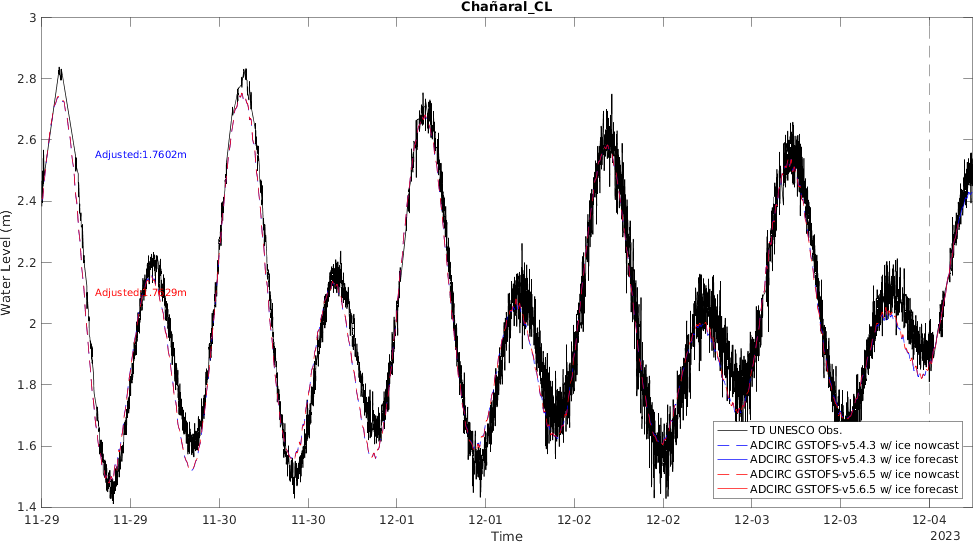 Chañaral_CL
3
2.8
2.6
2.4
2.2
2
1.8
1.6
1.4
Water Level (m)
Adjusted:1.7602m
Adjusted:1.7629m
TD UNESCO Obs.
ADCIRC GSTOFS-v5.4.3 w/ ice nowcast
ADCIRC GSTOFS-v5.4.3 w/ ice forecast
ADCIRC GSTOFS-v5.6.5 w/ ice nowcast
ADCIRC GSTOFS-v5.6.5 w/ ice forecast
11-29 11-29 11-30 11-30 12-01 12-01 12-02 12-02 12-03 12-03 12-04
Time
2023